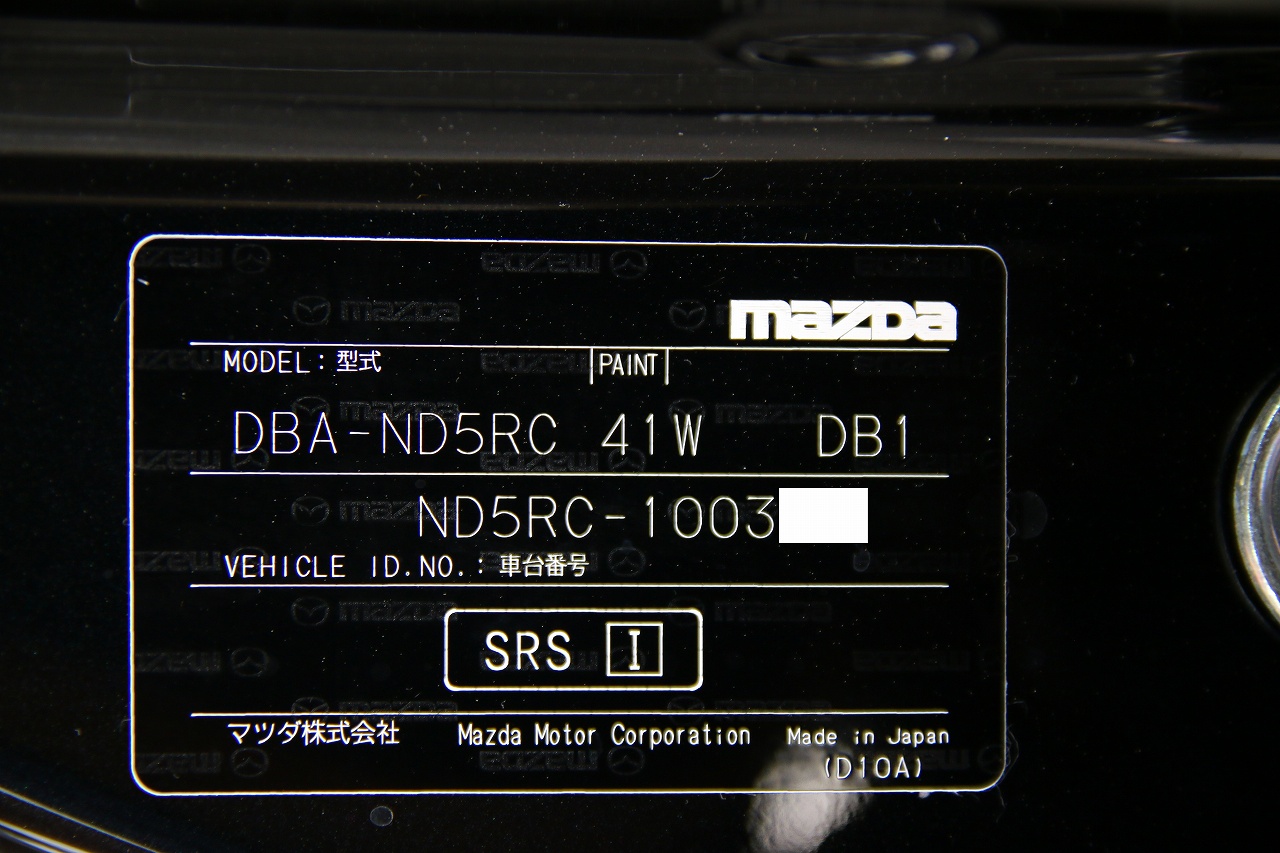 mazda
MODEL: 型式 PAINT
DBA-ND5RC 41W DB1
ND5RC-1003
VEHICLE ID.NO.: 車台番号
SRS I
マツダ株式会社 Mazda Motor Corporation Made in Japan
(D10A)